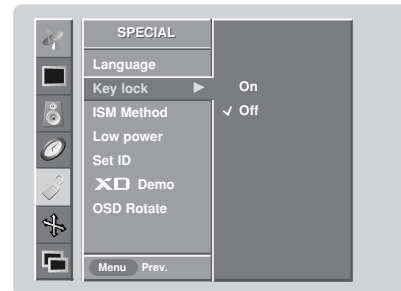 SPECIAL
Language
Key lock ▶ On
ISM Method ✓ Off
Low power
Set ID
XD Demo
OSD Rotate
Menu Prev.